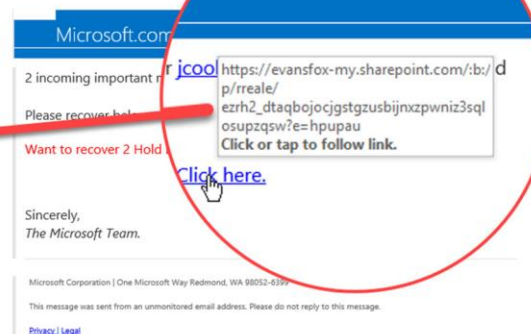 Microsoft.com
2 incoming important
r jcool
d
https://evansfox-my.sharepoint.com/:b:/
p/rreale/
ezrh2_dtaqbojocjgstgzusbijnxzpwniz3sql
osupzqsw?e=hpupau
Click or tap to follow link.
Please recover
Want to recover 2 Hold
Click here.
Sincerely,
The Microsoft Team.
Microsoft Corporation | One Microsoft Way Redmond, WA 98052-6399
This message was sent from an unmonitored email address. Please do not reply to this message.
Privacy | Legal